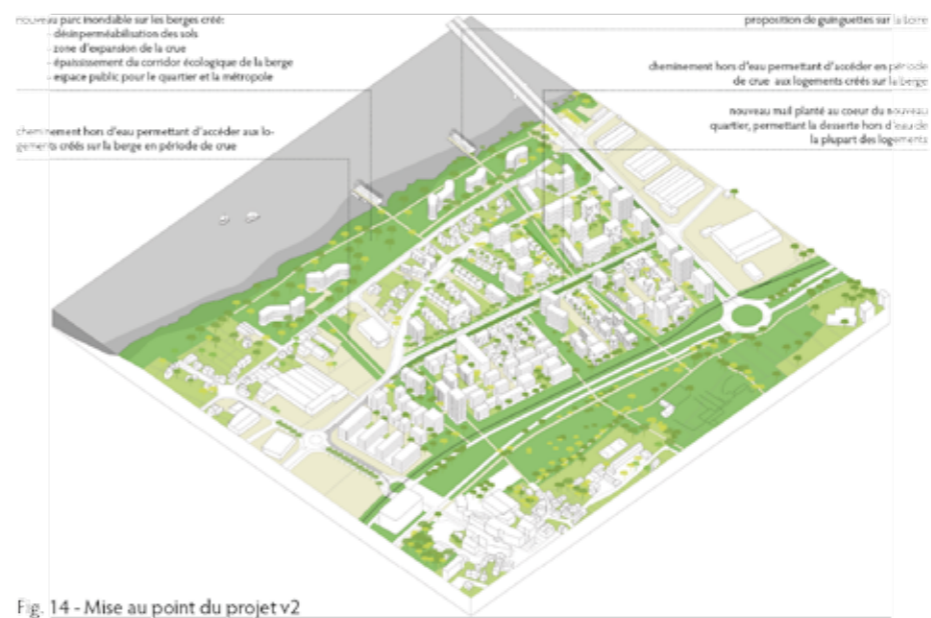 nouveau parc inondable sur les berges créé:
- désimperméabilisation des sols
- zone d'expansion de la crue
- épaississement du corridor écologique de la berge
- espace public pour le quartier et la métropole
cheminement hors d'eau permettant d'accéder aux lo-
gements créés sur la berge en période de crue
proposition de guinguettes sur la Loire
cheminement hors d'eau permettant d'accéder en période
de crue aux logements créés sur la berge
nouveau mail planté au coeur du nouveau
quartier, permettant la desserte hors d'eau de
la plupart des logements
Fig. 14 - Mise au point du projet v2